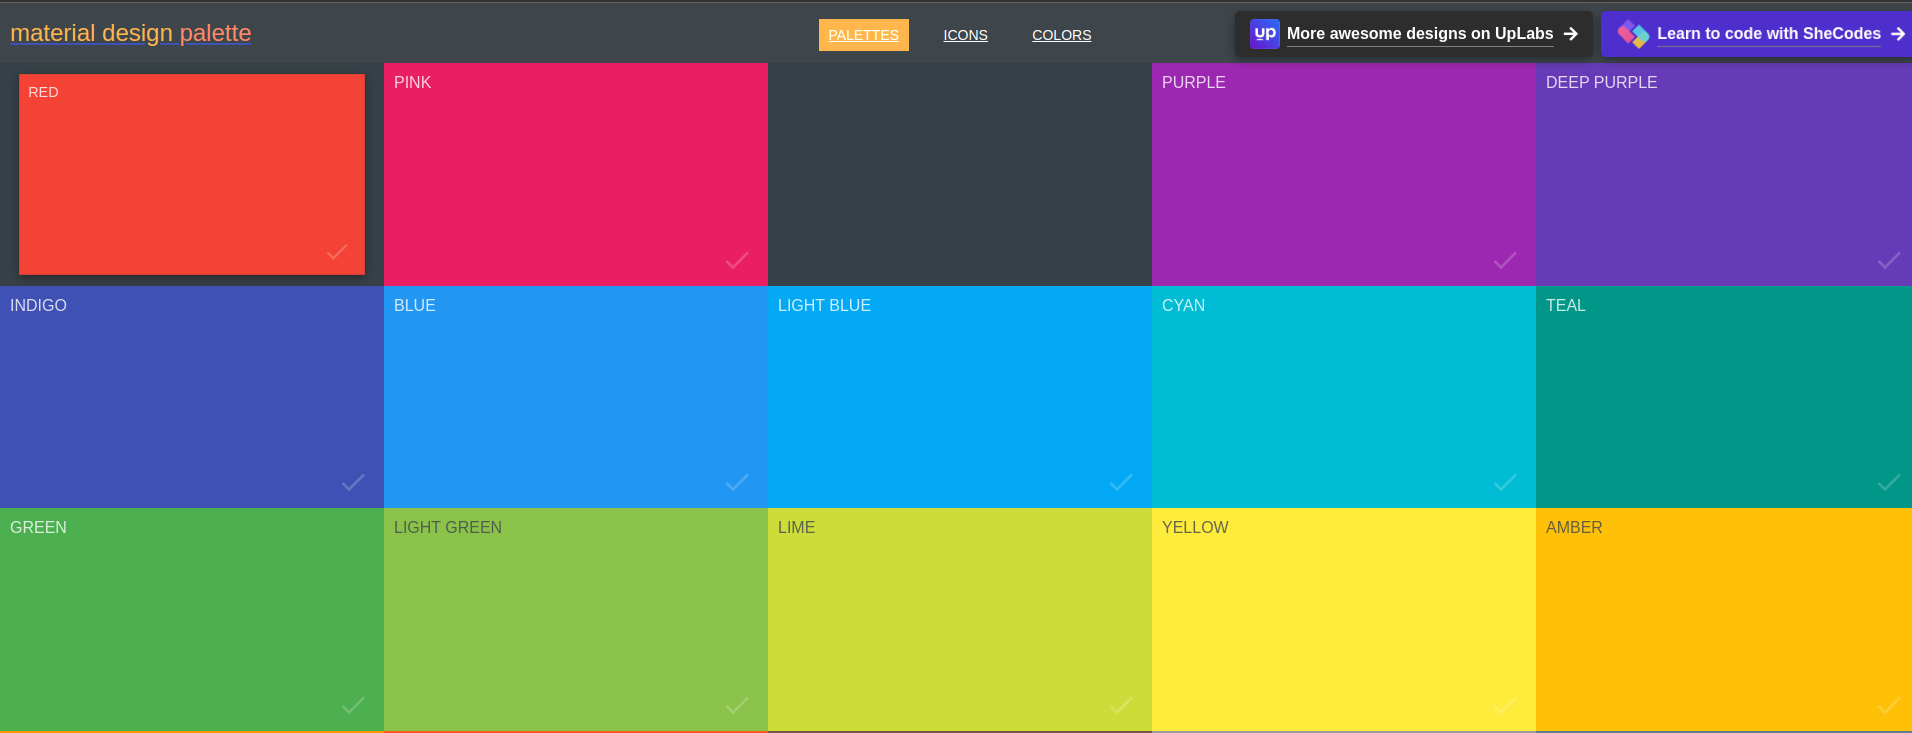 material design palette
PALETTES
ICONS
COLORS
up More awesome designs on UpLabs
Learn to code with SheCodes
RED
PINK
PURPLE
DEEP PURPLE
INDIGO
BLUE
LIGHT BLUE
CYAN
TEAL
GREEN
LIGHT GREEN
LIME
YELLOW
AMBER